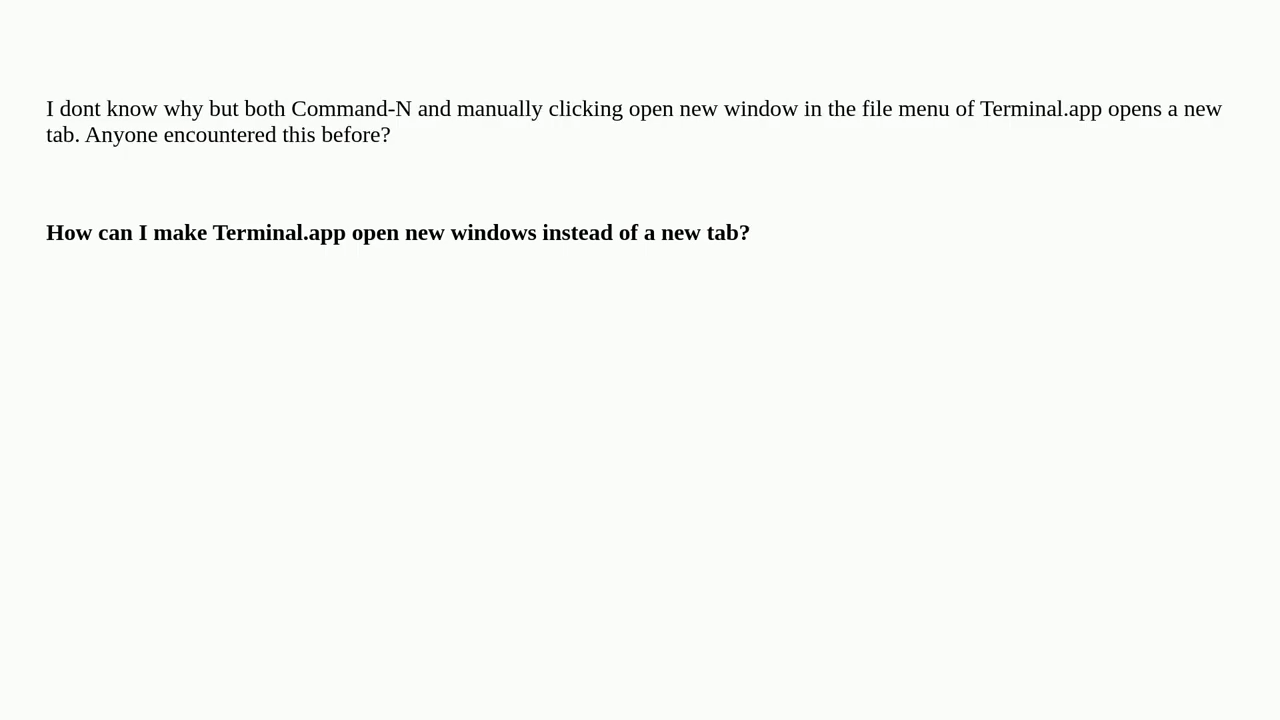 I dont know why but both Command-N and manually clicking open new window in the file menu of Terminal.app opens a new
tab. Anyone encountered this before?
How can I make Terminal.app open new windows instead of a new tab?